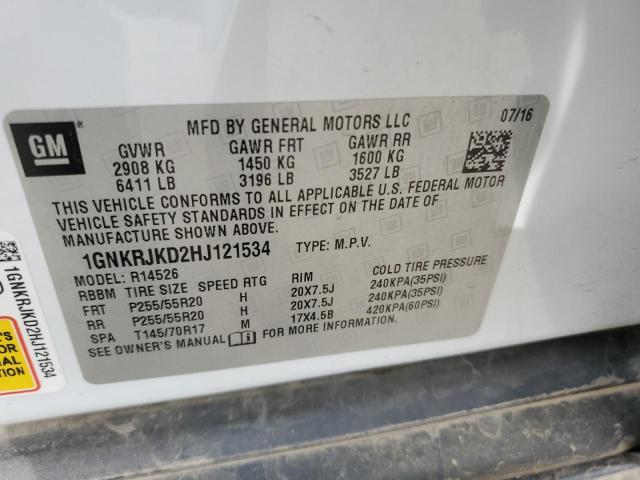 GM
MFD BY GENERAL MOTORS LLC
07/16
GVWR GAWR FRT GAWR RR
2908 KG 1450 KG 1600 KG
6411 LB 3196 LB 3527 LB
THIS VEHICLE CONFORMS TO ALL APPLICABLE U.S. FEDERAL MOTOR
VEHICLE SAFETY STANDARDS IN EFFECT ON THE DATE OF
MANUFACTURE SHOWN ABOVE.
1GNKRJKD2HJ121534 TYPE: M.P.V.
MODEL: R14526
RBBM TIRE SIZE SPEED RTG RIM COLD TIRE PRESSURE
FRT P255/55R20 H 20X7.5J 240KPA(35PSI)
RR P255/55R20 H 20X7.5J 240KPA(35PSI)
SPA T145/70R17 M 17X4.5B 420KPA(60PSI)
SEE OWNER'S MANUAL FOR MORE INFORMATION.
1GNKRJKD2HJ121534